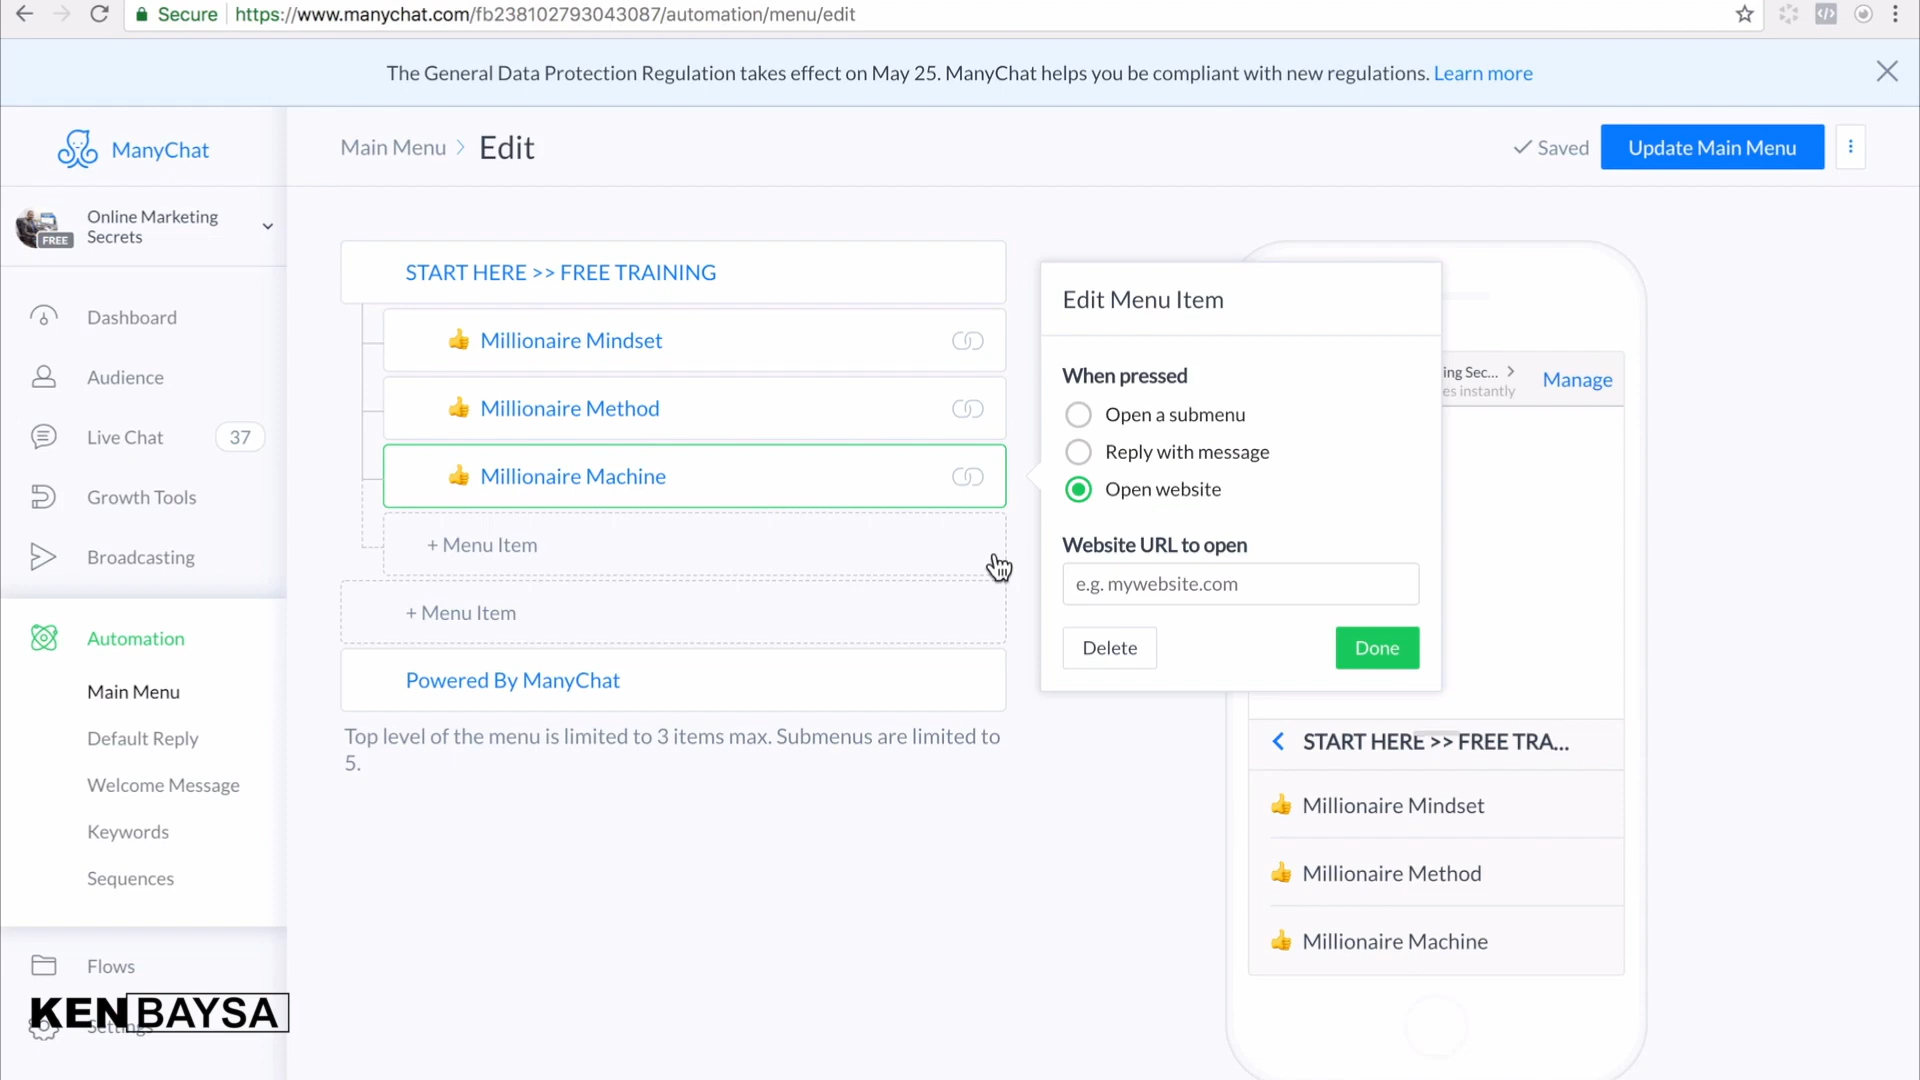 Secure
https://www.manychat.com/fb238102793043087/automation/menu/edit
The General Data Protection Regulation takes effect on May 25. ManyChat helps you be compliant with new regulations. Learn more
ManyChat
Main Menu > Edit
Saved
Update Main Menu
Online Marketing
Secrets
FREE
Dashboard
Audience
Live Chat 37
Growth Tools
Broadcasting
Automation
Main Menu
Default Reply
Welcome Message
Keywords
Sequences
Flows
Settings
KENBAYSA
START HERE >> FREE TRAINING
👍 Millionaire Mindset
👍 Millionaire Method
👍 Millionaire Machine
+ Menu Item
+ Menu Item
Powered By ManyChat
Top level of the menu is limited to 3 items max. Submenus are limited to
5.
Edit Menu Item
When pressed
Open a submenu
Reply with message
Open website
Website URL to open
e.g. mywebsite.com
Delete
Done
ing Sec... >
es instantly
Manage
START HERE >> FREE TRA...
👍 Millionaire Mindset
👍 Millionaire Method
👍 Millionaire Machine